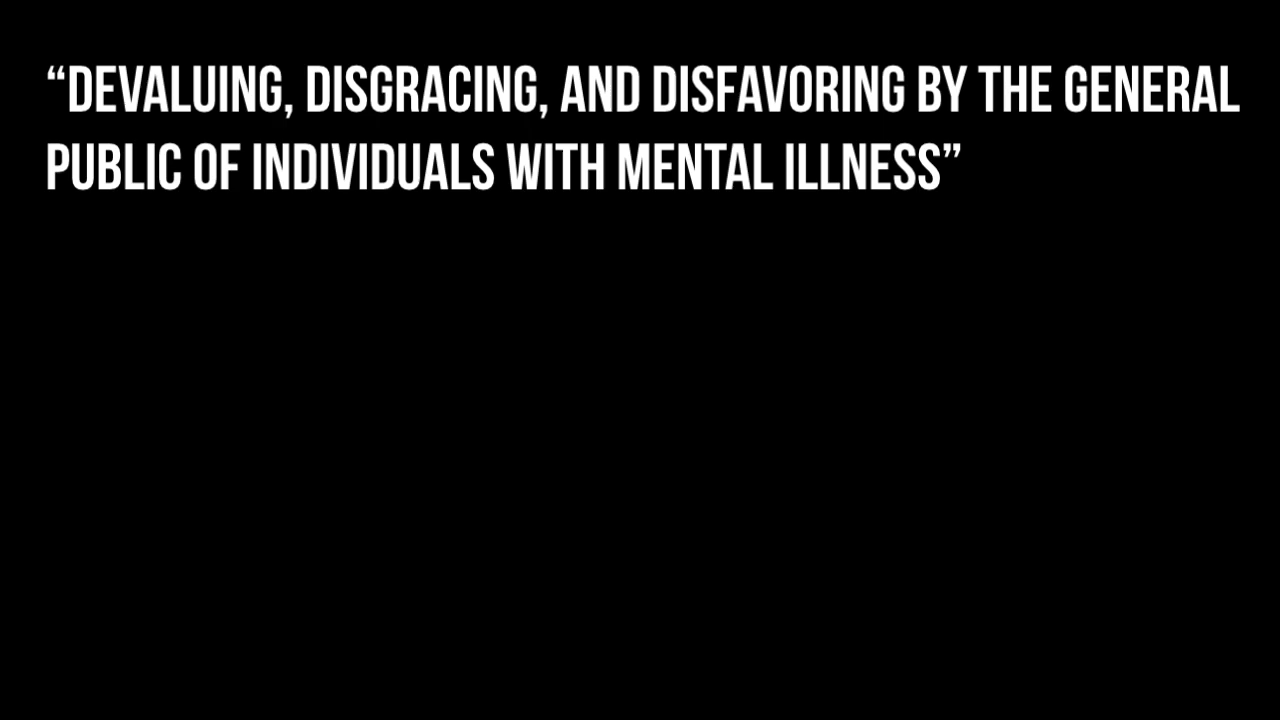 “DEVALUING, DISGRACING, AND DISFAVORING BY THE GENERAL
PUBLIC OF INDIVIDUALS WITH MENTAL ILLNESS”